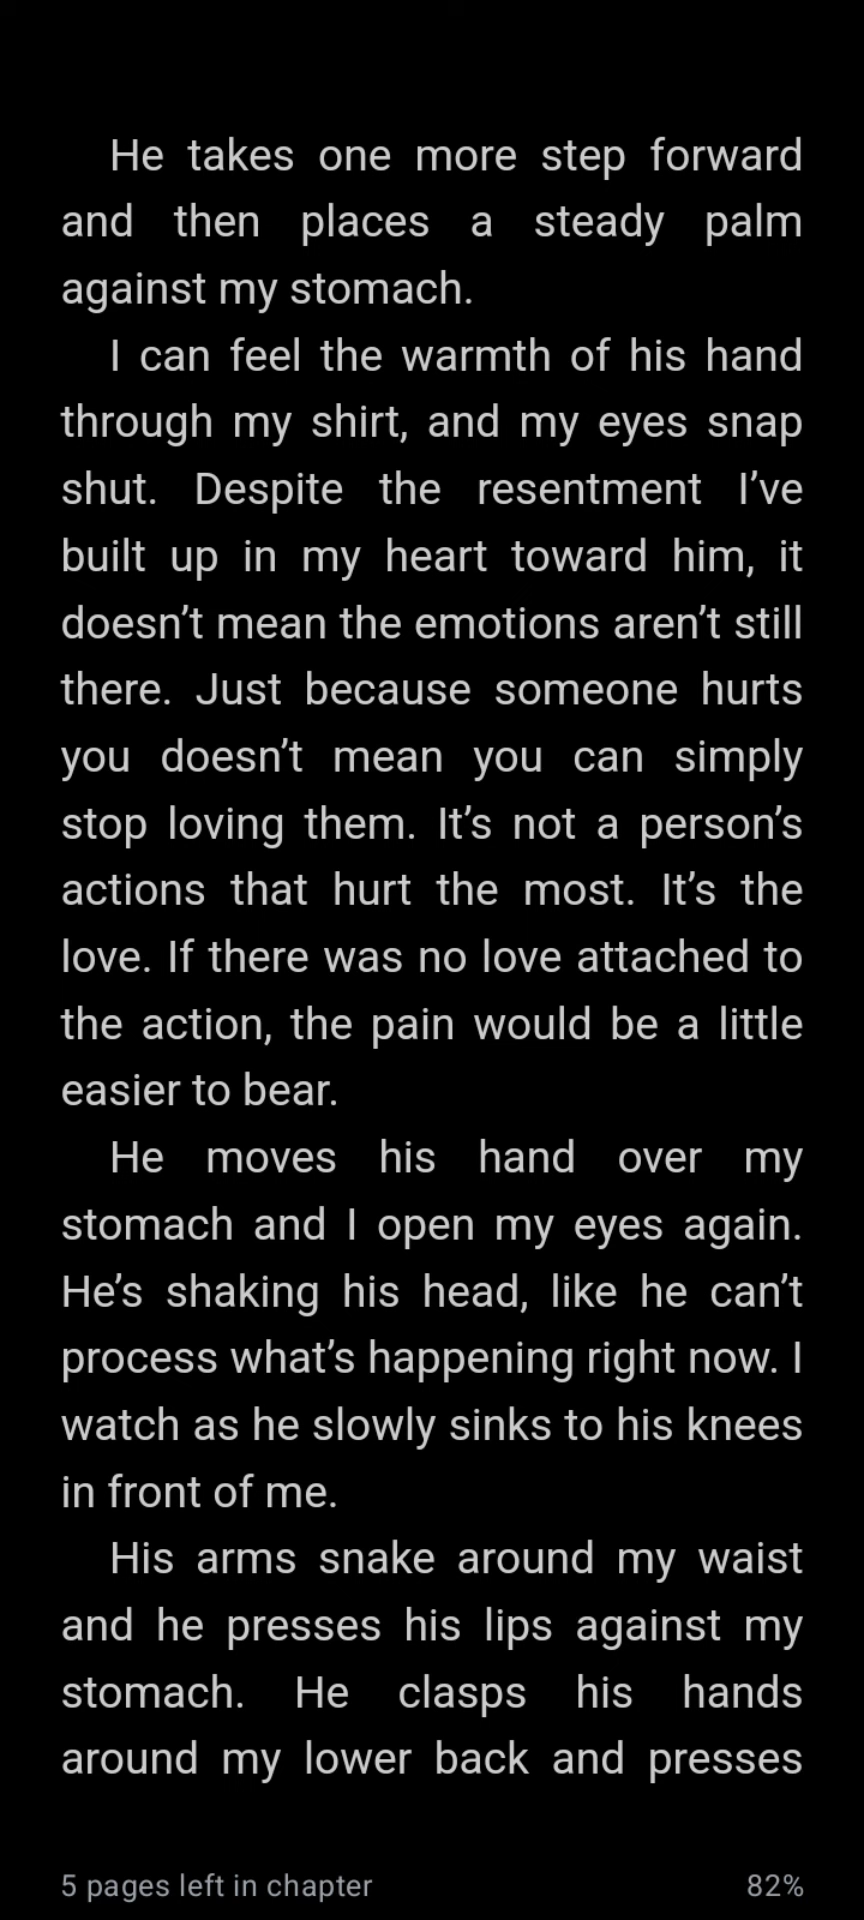 He takes one more step forward
and then places a steady palm
against my stomach.
I can feel the warmth of his hand
through my shirt, and my eyes snap
shut. Despite the resentment I’ve
built up in my heart toward him, it
doesn’t mean the emotions aren’t still
there. Just because someone hurts
you doesn’t mean you can simply
stop loving them. It’s not a person’s
actions that hurt the most. It’s the
love. If there was no love attached to
the action, the pain would be a little
easier to bear.
He moves his hand over my
stomach and I open my eyes again.
He’s shaking his head, like he can’t
process what’s happening right now. I
watch as he slowly sinks to his knees
in front of me.
His arms snake around my waist
and he presses his lips against my
stomach. He clasps his hands
around my lower back and presses
5 pages left in chapter 82%